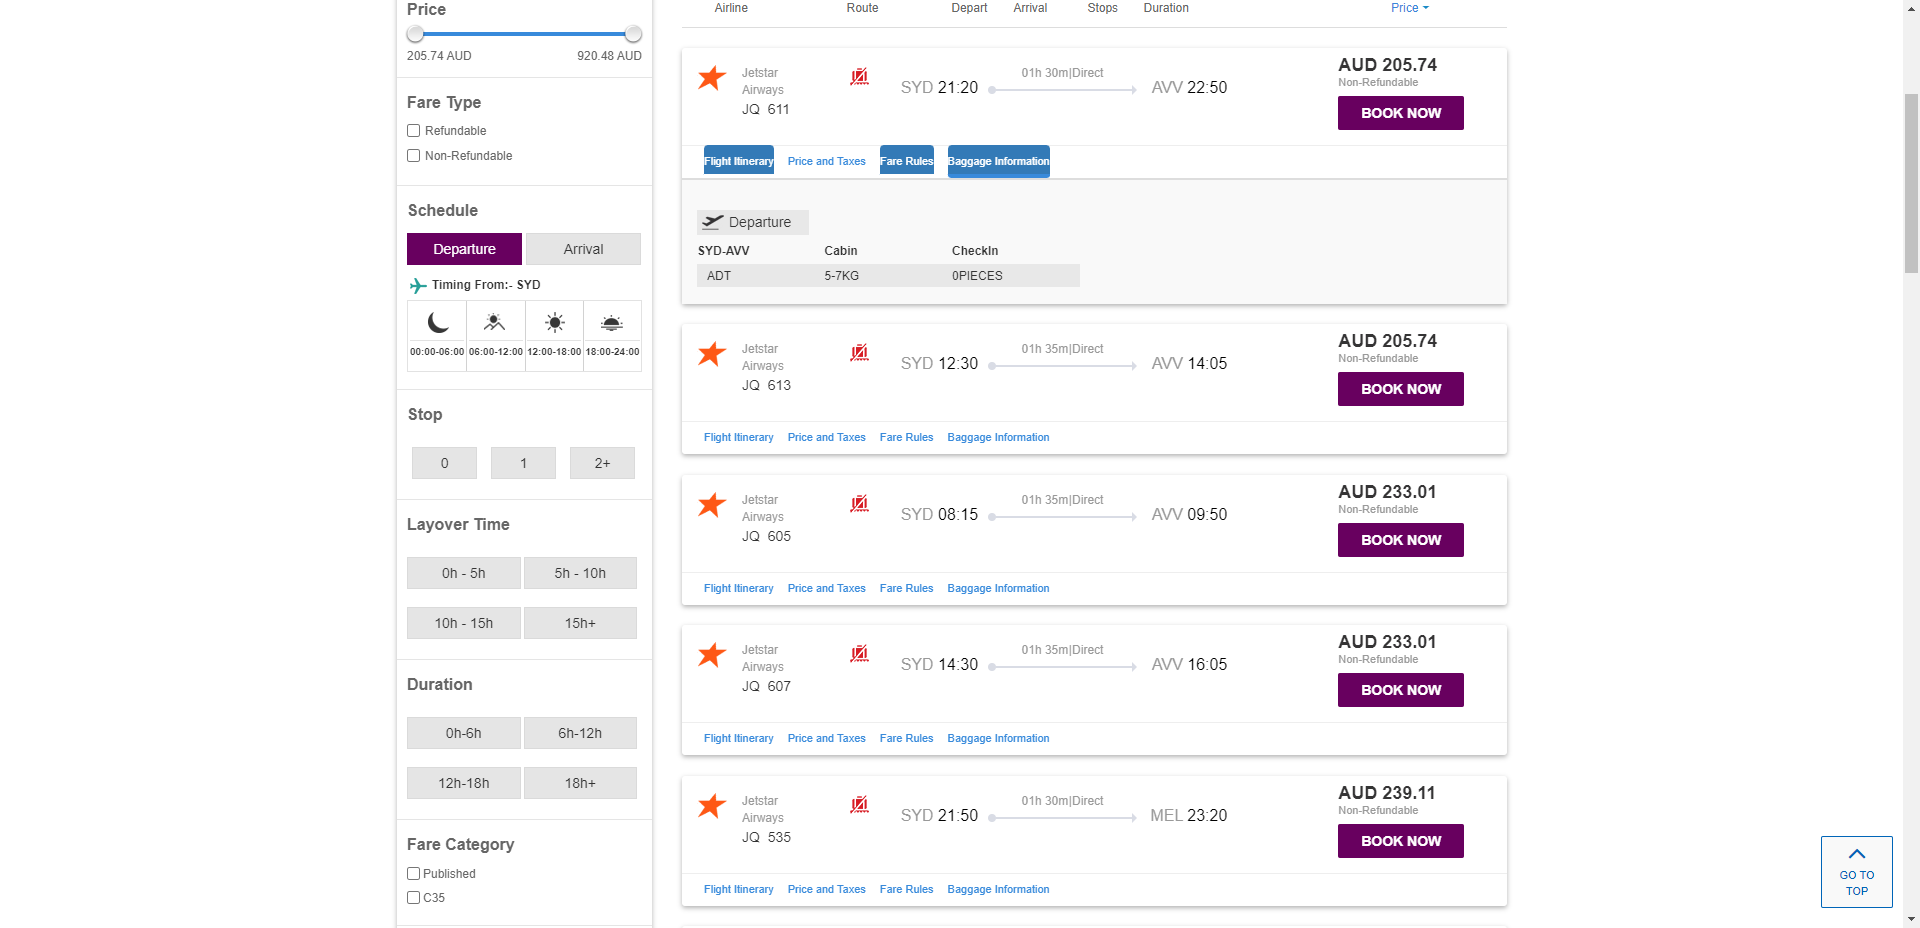 Price
205.74 AUD 920.48 AUD
Fare Type
Refundable
Non-Refundable
Schedule
Departure Arrival
Timing From:- SYD
00:00-06:00 06:00-12:00 12:00-18:00 18:00-24:00
Stop
0 1 2+
Layover Time
0h - 5h 5h - 10h
10h - 15h 15h+
Duration
0h-6h 6h-12h
12h-18h 18h+
Fare Category
Published
C35
Airline Route Depart Arrival Stops Duration Price
Jetstar
Airways
JQ 611
SYD 21:20
01h 30m|Direct
AVV 22:50
AUD 205.74
Non-Refundable
BOOK NOW
Flight Itinerary Price and Taxes Fare Rules Baggage Information
Departure
SYD-AVV Cabin CheckIn
ADT 5-7KG 0PIECES
Jetstar
Airways
JQ 613
SYD 12:30
01h 35m|Direct
AVV 14:05
AUD 205.74
Non-Refundable
BOOK NOW
Flight Itinerary Price and Taxes Fare Rules Baggage Information
Jetstar
Airways
JQ 605
SYD 08:15
01h 35m|Direct
AVV 09:50
AUD 233.01
Non-Refundable
BOOK NOW
Flight Itinerary Price and Taxes Fare Rules Baggage Information
Jetstar
Airways
JQ 607
SYD 14:30
01h 35m|Direct
AVV 16:05
AUD 233.01
Non-Refundable
BOOK NOW
Flight Itinerary Price and Taxes Fare Rules Baggage Information
Jetstar
Airways
JQ 535
SYD 21:50
01h 30m|Direct
MEL 23:20
AUD 239.11
Non-Refundable
BOOK NOW
Flight Itinerary Price and Taxes Fare Rules Baggage Information
GO TO
TOP